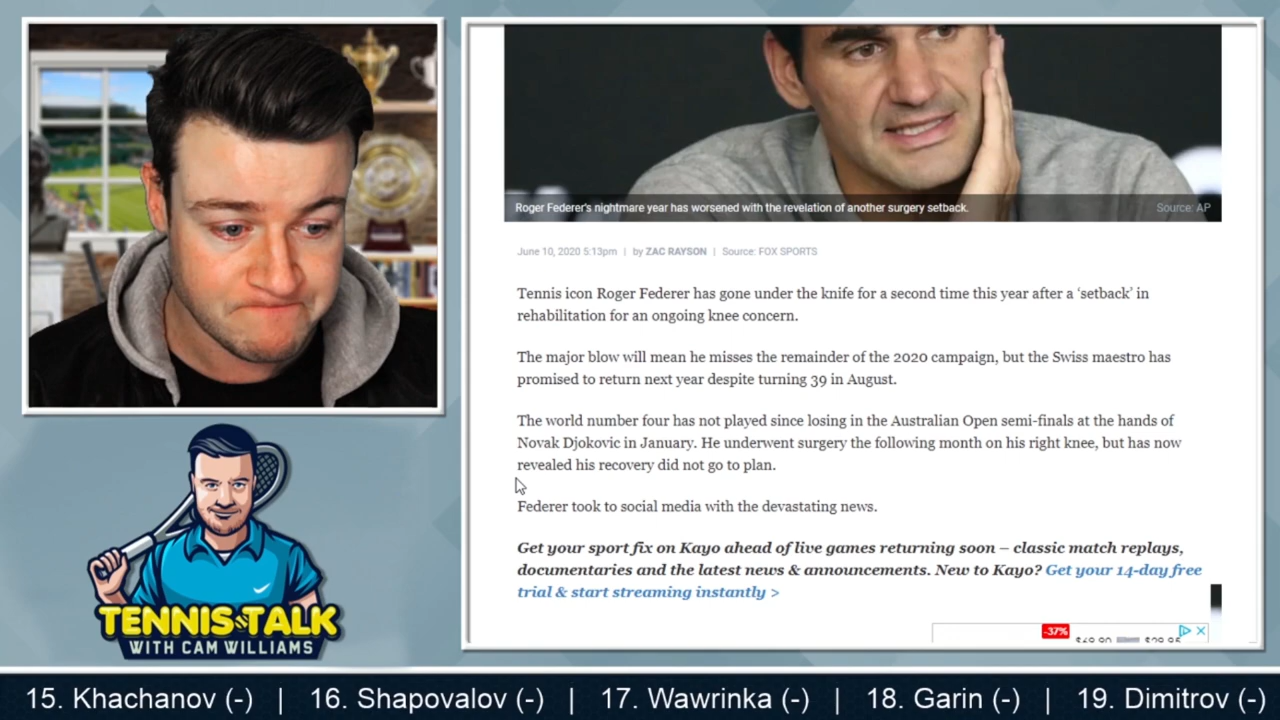 Roger Federer's nightmare year has worsened with the revelation of another surgery setback.
Source: AP
June 10, 2020 5:13pm | by ZAC RAYSON | Source: FOX SPORTS
Tennis icon Roger Federer has gone under the knife for a second time this year after a ‘setback’ in
rehabilitation for an ongoing knee concern.
The major blow will mean he misses the remainder of the 2020 campaign, but the Swiss maestro has
promised to return next year despite turning 39 in August.
The world number four has not played since losing in the Australian Open semi-finals at the hands of
Novak Djokovic in January. He underwent surgery the following month on his right knee, but has now
revealed his recovery did not go to plan.
Federer took to social media with the devastating news.
Get your sport fix on Kayo ahead of live games returning soon – classic match replays,
documentaries and the latest news & announcements. New to Kayo? Get your 14-day free
trial & start streaming instantly >
-37%
TENNIS TALK
WITH CAM WILLIAMS
15. Khachanov (-) | 16. Shapovalov (-) | 17. Wawrinka (-) | 18. Garin (-) | 19. Dimitrov (-)